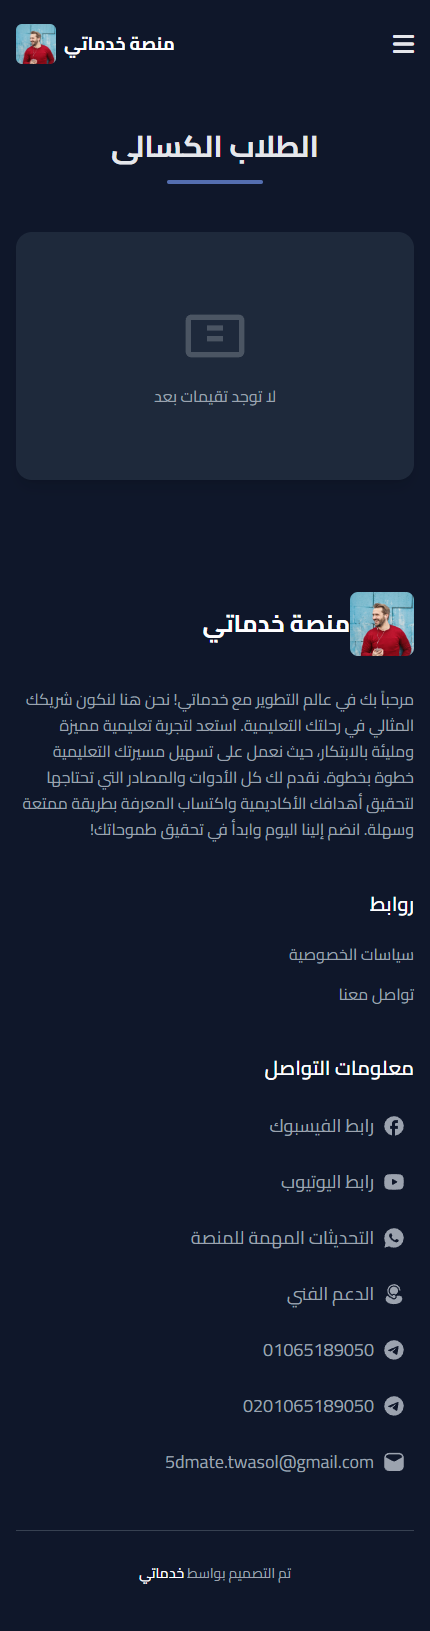 منصة خدماتي
الطلاب الكسالى
لا توجد تقيمات بعد
منصة خدماتي
مرحباً بك في عالم التطوير مع خدماتي! نحن هنا لنكون شريكك
المثالي في رحلتك التعليمية. استعد لتجربة تعليمية مميزة
ومليئة بالابتكار، حيث نعمل على تسهيل مسيرتك التعليمية
خطوة بخطوة. نقدم لك كل الأدوات والمصادر التي تحتاجها
لتحقيق أهدافك الأكاديمية واكتساب المعرفة بطريقة ممتعة
وسهلة. انضم إلينا اليوم وابدأ في تحقيق طموحاتك!
روابط
سياسات الخصوصية
تواصل معنا
معلومات التواصل
رابط الفيسبوك
رابط اليوتيوب
التحديثات المهمة للمنصة
الدعم الفني
01065189050
0201065189050
5dmate.twasol@gmail.com
تم التصميم بواسط خدماتي